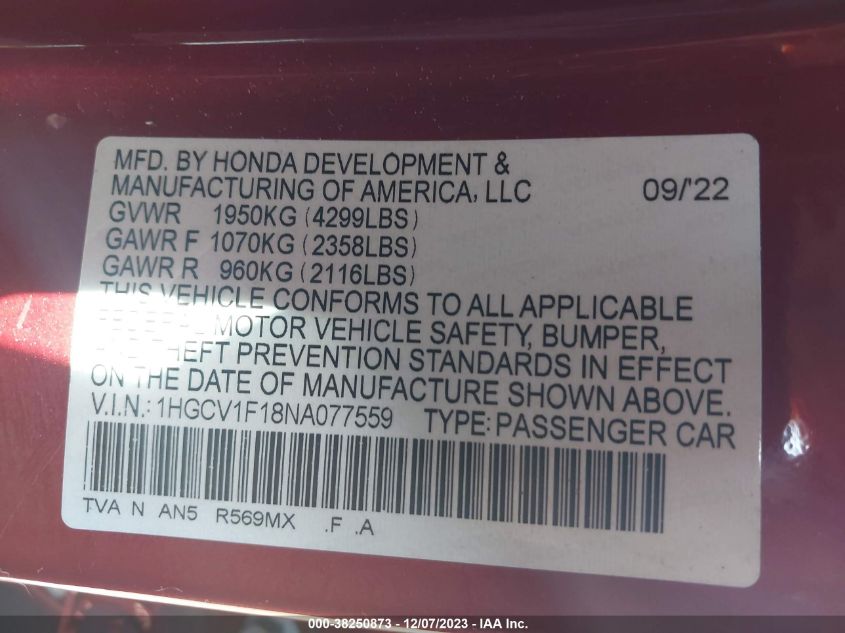 MFD. BY HONDA DEVELOPMENT &
MANUFACTURING OF AMERICA, LLC 09/'22
GVWR 1950KG (4299LBS)
GAWR F 1070KG (2358LBS)
GAWR R 960KG (2116LBS)
THIS VEHICLE CONFORMS TO ALL APPLICABLE
MOTOR VEHICLE SAFETY, BUMPER,
THEFT PREVENTION STANDARDS IN EFFECT
ON THE DATE OF MANUFACTURE SHOWN ABOVE.
V.I.N.: 1HGCV1F18NA077559 TYPE: PASSENGER CAR
TVA N AN5 R569MX .F .A
000-38250873 - 12/07/2023 - IAA Inc.